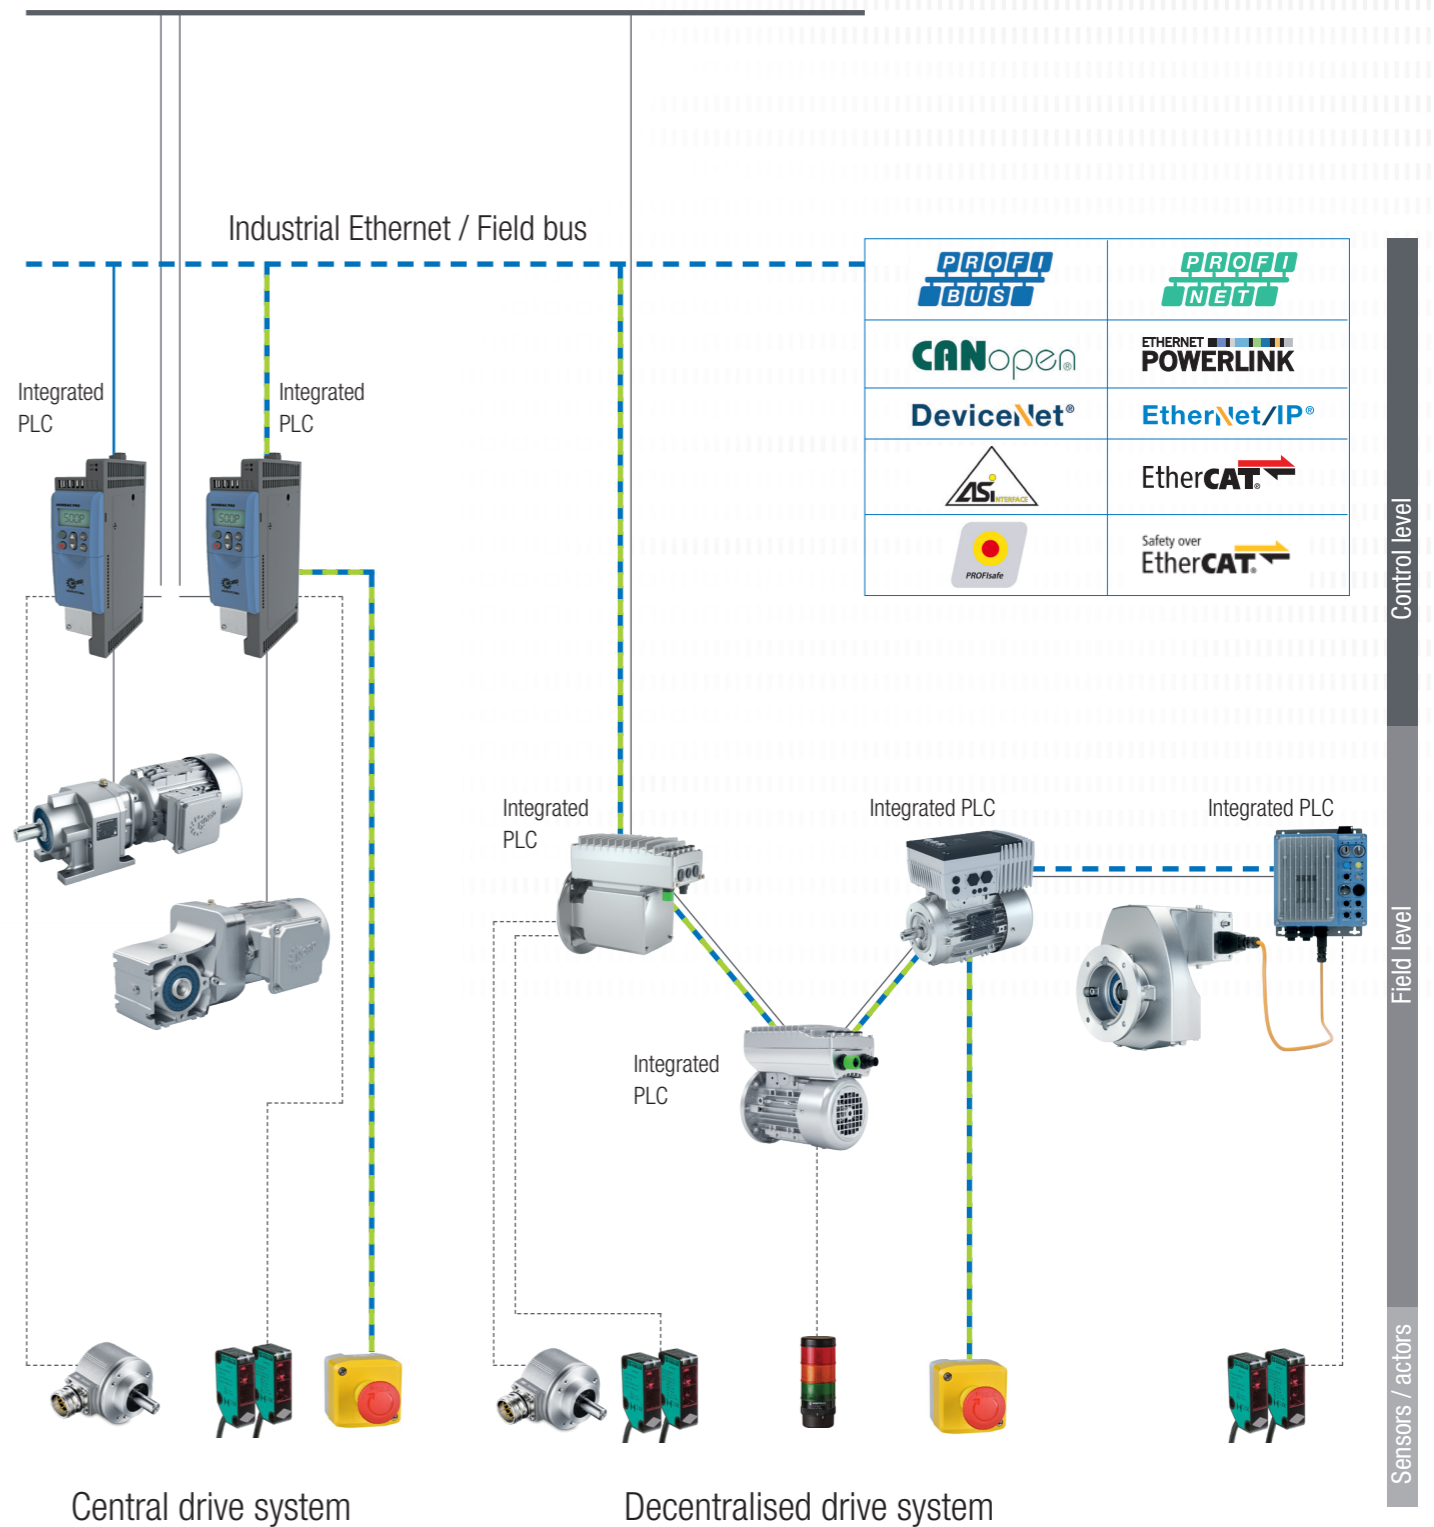 Industrial Ethernet / Field bus
PROFI
BUS
PROFI
NET
CANopen®
ETHERNET
POWERLINK
DeviceNet®
EtherNet/IP®
ASi
INTERFACE
EtherCAT®
PROFIsafe
Safety over
EtherCAT®
Integrated
PLC
Integrated
PLC
Control level
Integrated
PLC
Integrated PLC
Integrated PLC
Field level
Integrated
PLC
Sensors / actors
Central drive system
Decentralised drive system